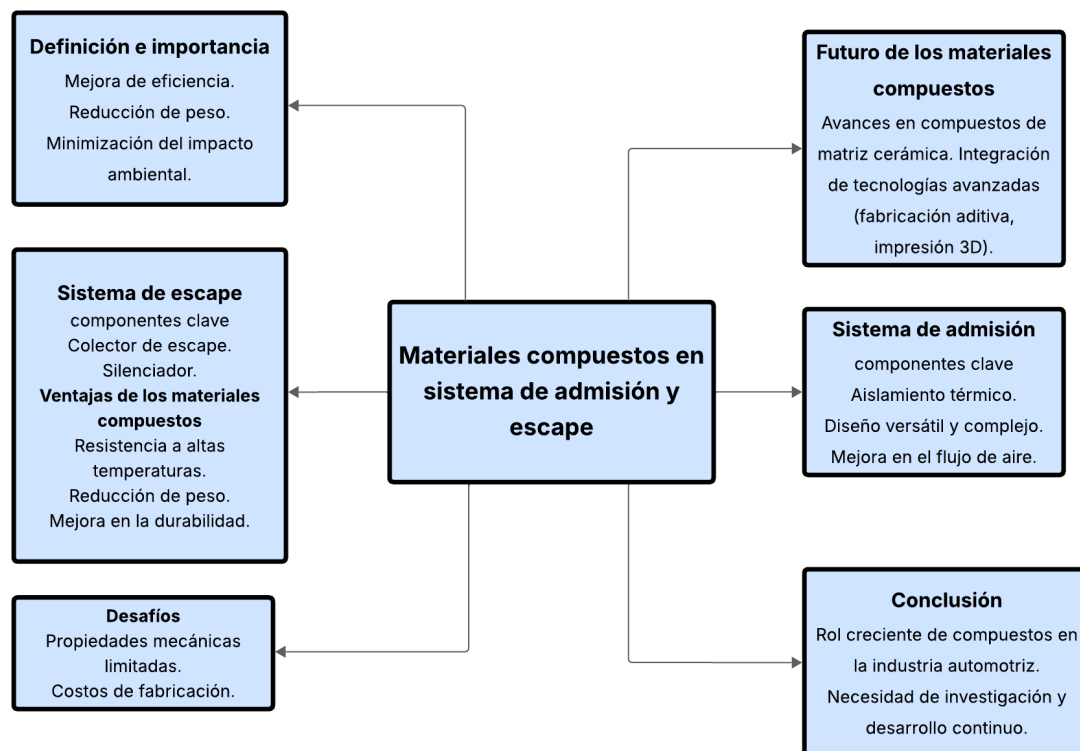 Definición e importancia
Mejora de eficiencia.
Reducción de peso.
Minimización del impacto
ambiental.
Futuro de los materiales
compuestos
Avances en compuestos de
matriz cerámica. Integración
de tecnologías avanzadas
(fabricación aditiva,
impresión 3D).
Sistema de escape
componentes clave
Colector de escape.
Silenciador.
Ventajas de los materiales
compuestos
Resistencia a altas
temperaturas.
Reducción de peso.
Mejora en la durabilidad.
Materiales compuestos en
sistema de admisión y
escape
Sistema de admisión
componentes clave
Aislamiento térmico.
Diseño versátil y complejo.
Mejora en el flujo de aire.
Desafíos
Propiedades mecánicas
limitadas.
Costos de fabricación.
Conclusión
Rol creciente de compuestos en
la industria automotriz.
Necesidad de investigación y
desarrollo continuo.